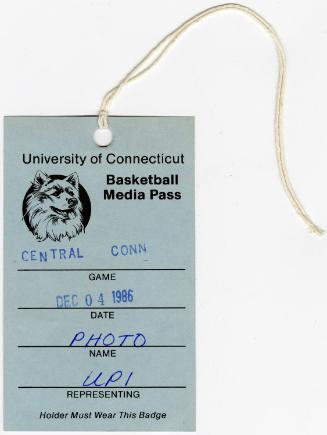 University of Connecticut
Basketball
Media Pass
CENTRAL CONN
GAME
DEC 04 1986
DATE
PHOTO
NAME
UPI
REPRESENTING
Holder Must Wear This Badge